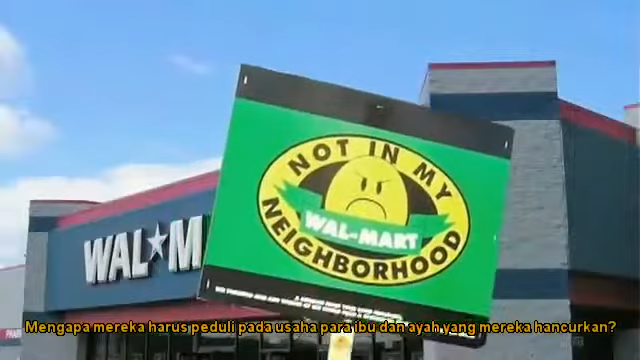 WAL★M
NOT IN MY
WAL-MART
NEIGHBORHOOD
Mengapa mereka harus peduli pada usaha para ibu dan ayah yang mereka hancurkan?